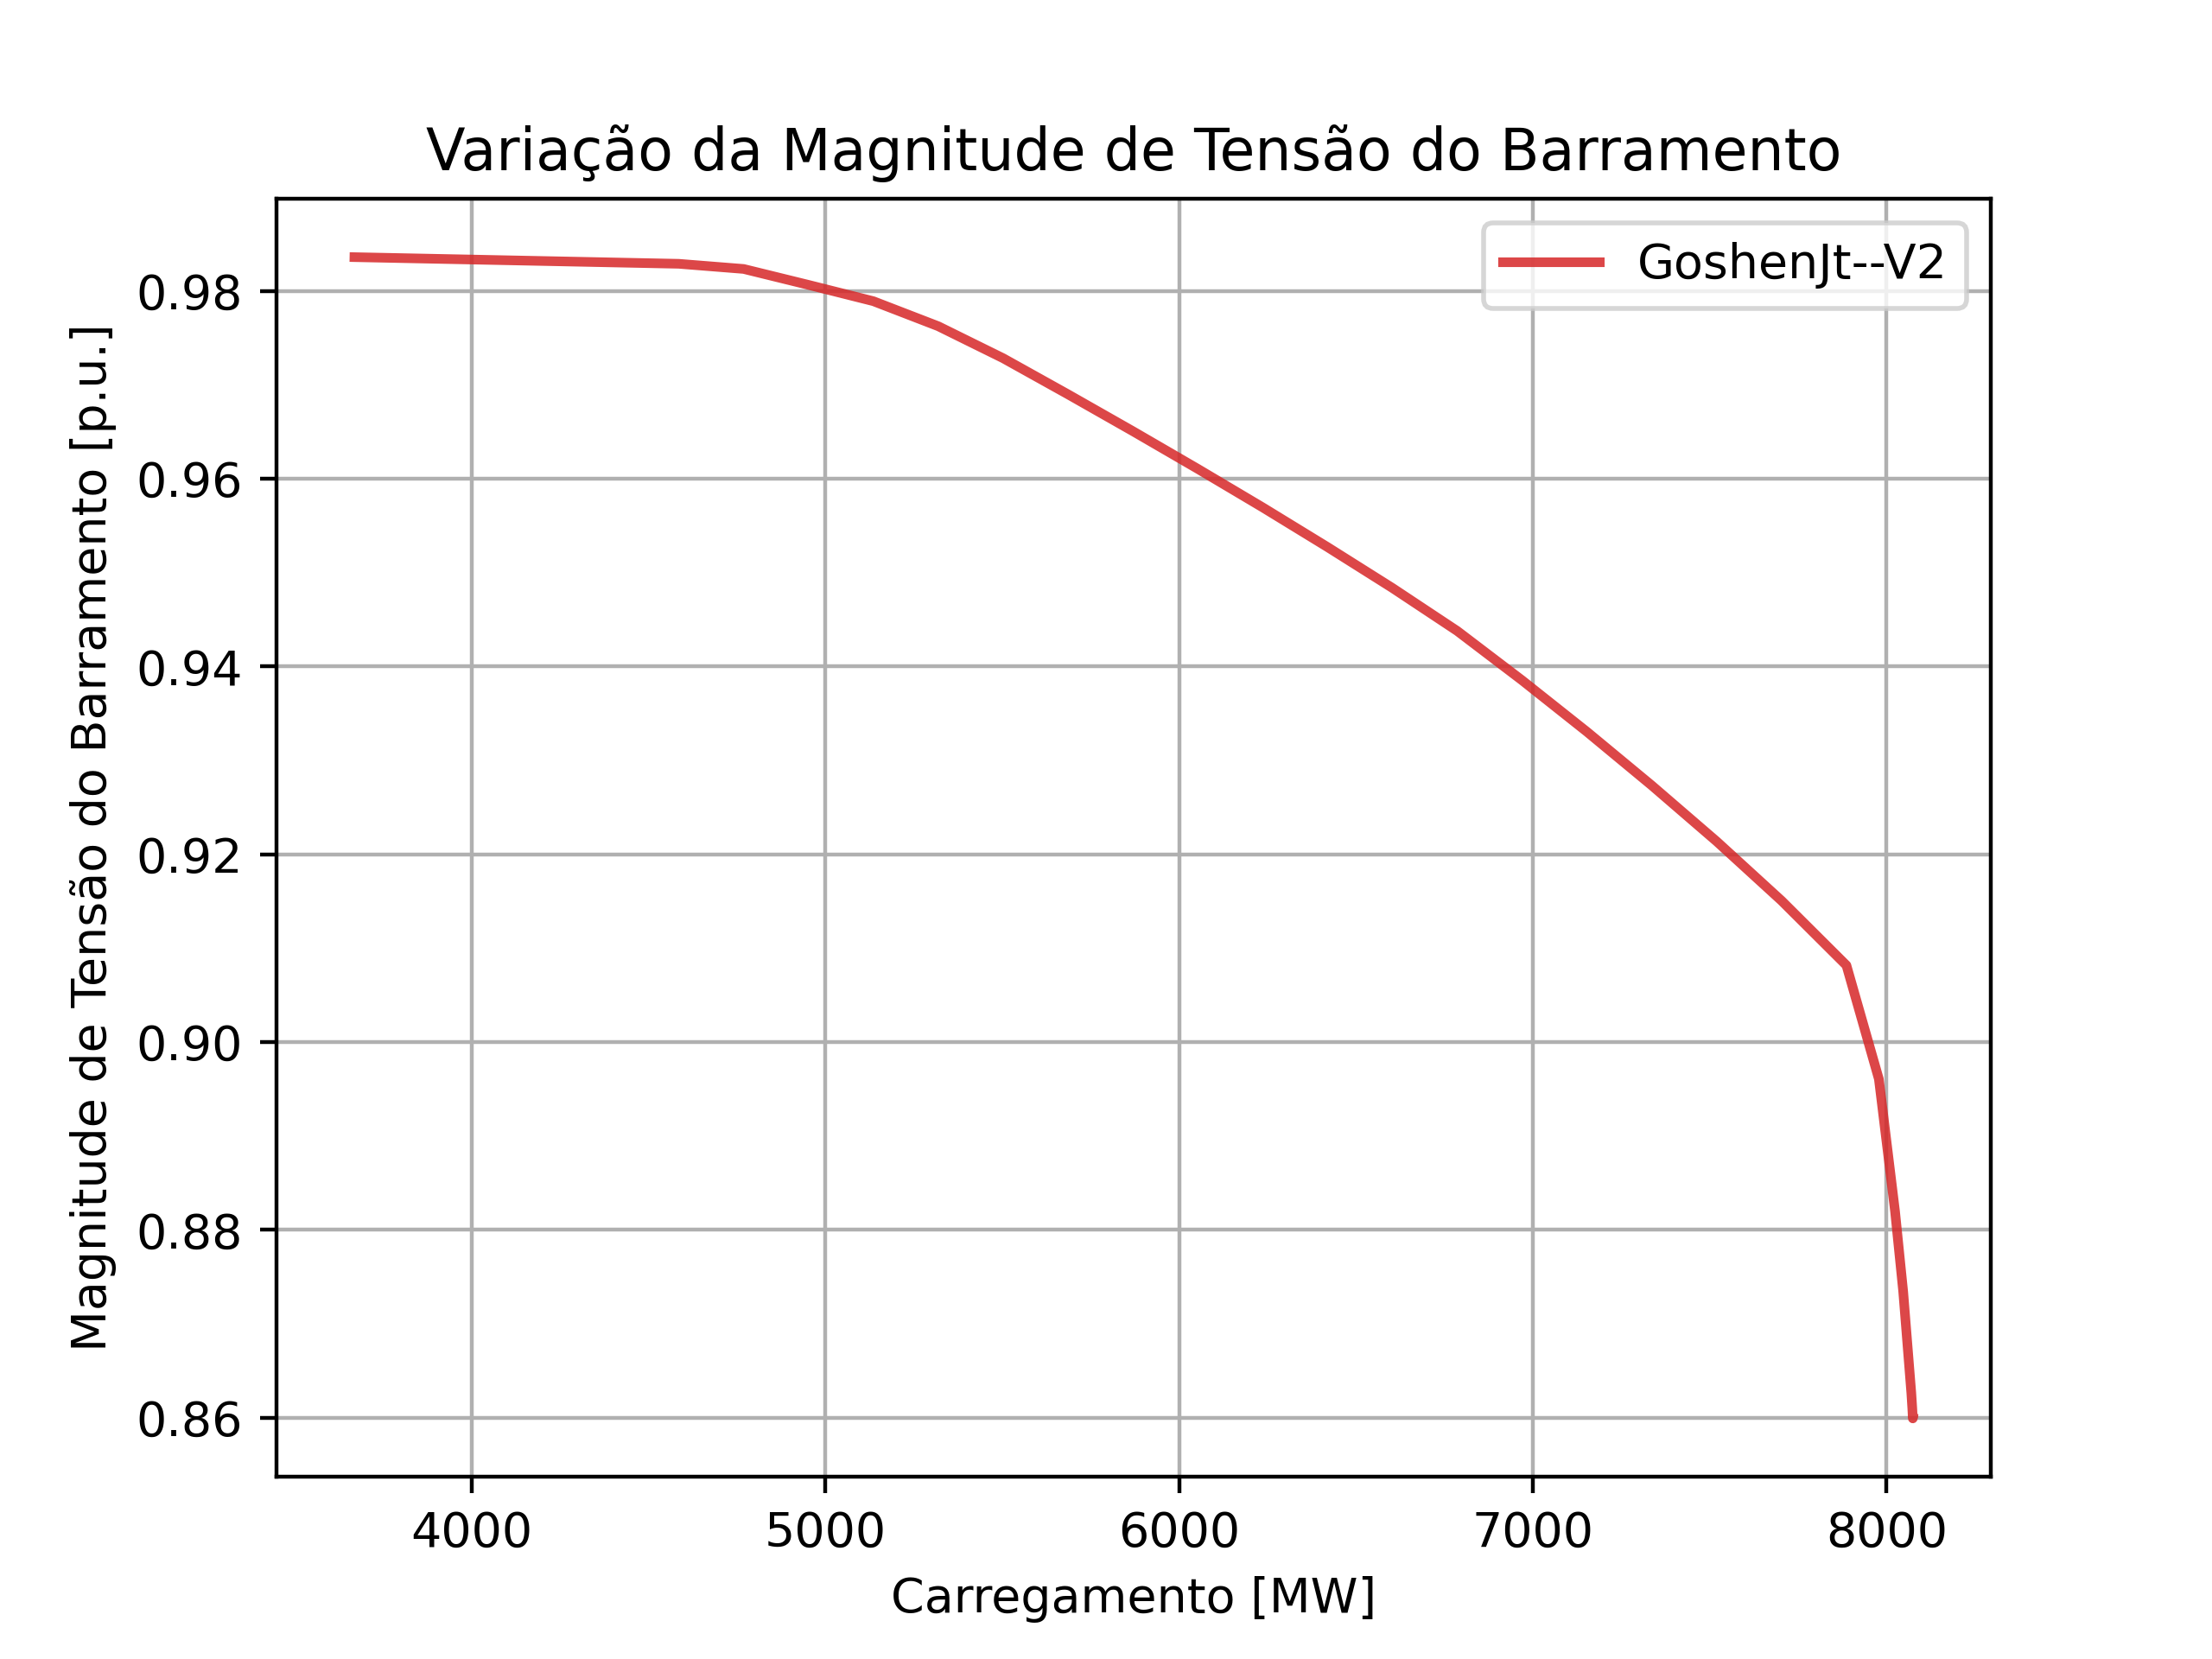 Variação da Magnitude de Tensão do Barramento
GoshenJt--V2
Magnitude de Tensão do Barramento [p.u.]
0.98
0.96
0.94
0.92
0.90
0.88
0.86
4000 5000 6000 7000 8000
Carregamento [MW]